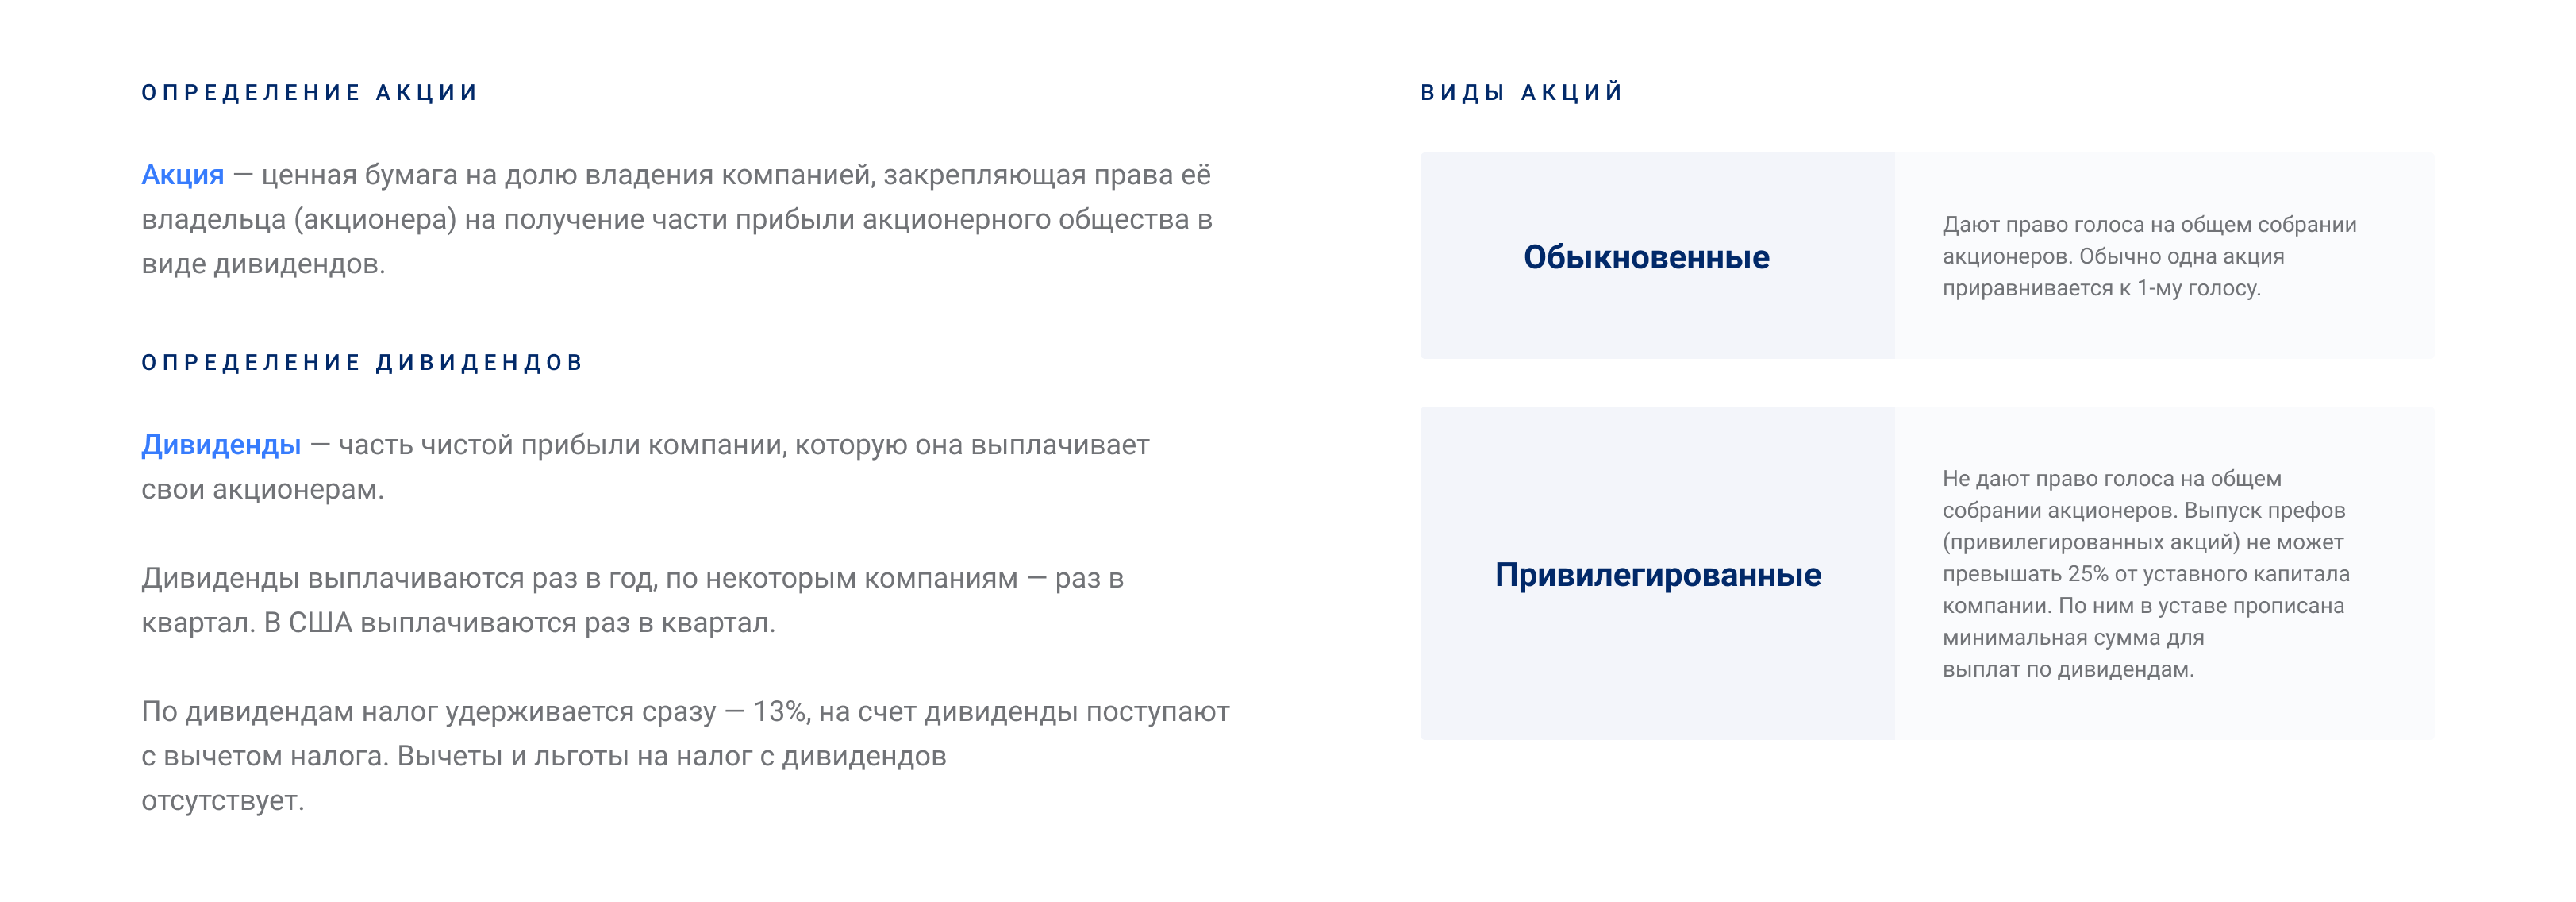 ОПРЕДЕЛЕНИЕ АКЦИИ
Акция — ценная бумага на долю владения компанией, закрепляющая права её
владельца (акционера) на получение части прибыли акционерного общества в
виде дивидендов.
ОПРЕДЕЛЕНИЕ ДИВИДЕНДОВ
Дивиденды — часть чистой прибыли компании, которую она выплачивает
свои акционерам.
Дивиденды выплачиваются раз в год, по некоторым компаниям — раз в
квартал. В США выплачиваются раз в квартал.
По дивидендам налог удерживается сразу — 13%, на счет дивиденды поступают
с вычетом налога. Вычеты и льготы на налог с дивидендов
отсутствует.
ВИДЫ АКЦИЙ
Обыкновенные
Дают право голоса на общем собрании
акционеров. Обычно одна акция
приравнивается к 1-му голосу.
Привилегированные
Не дают право голоса на общем
собрании акционеров. Выпуск префов
(привилегированных акций) не может
превышать 25% от уставного капитала
компании. По ним в уставе прописана
минимальная сумма для
выплат по дивидендам.